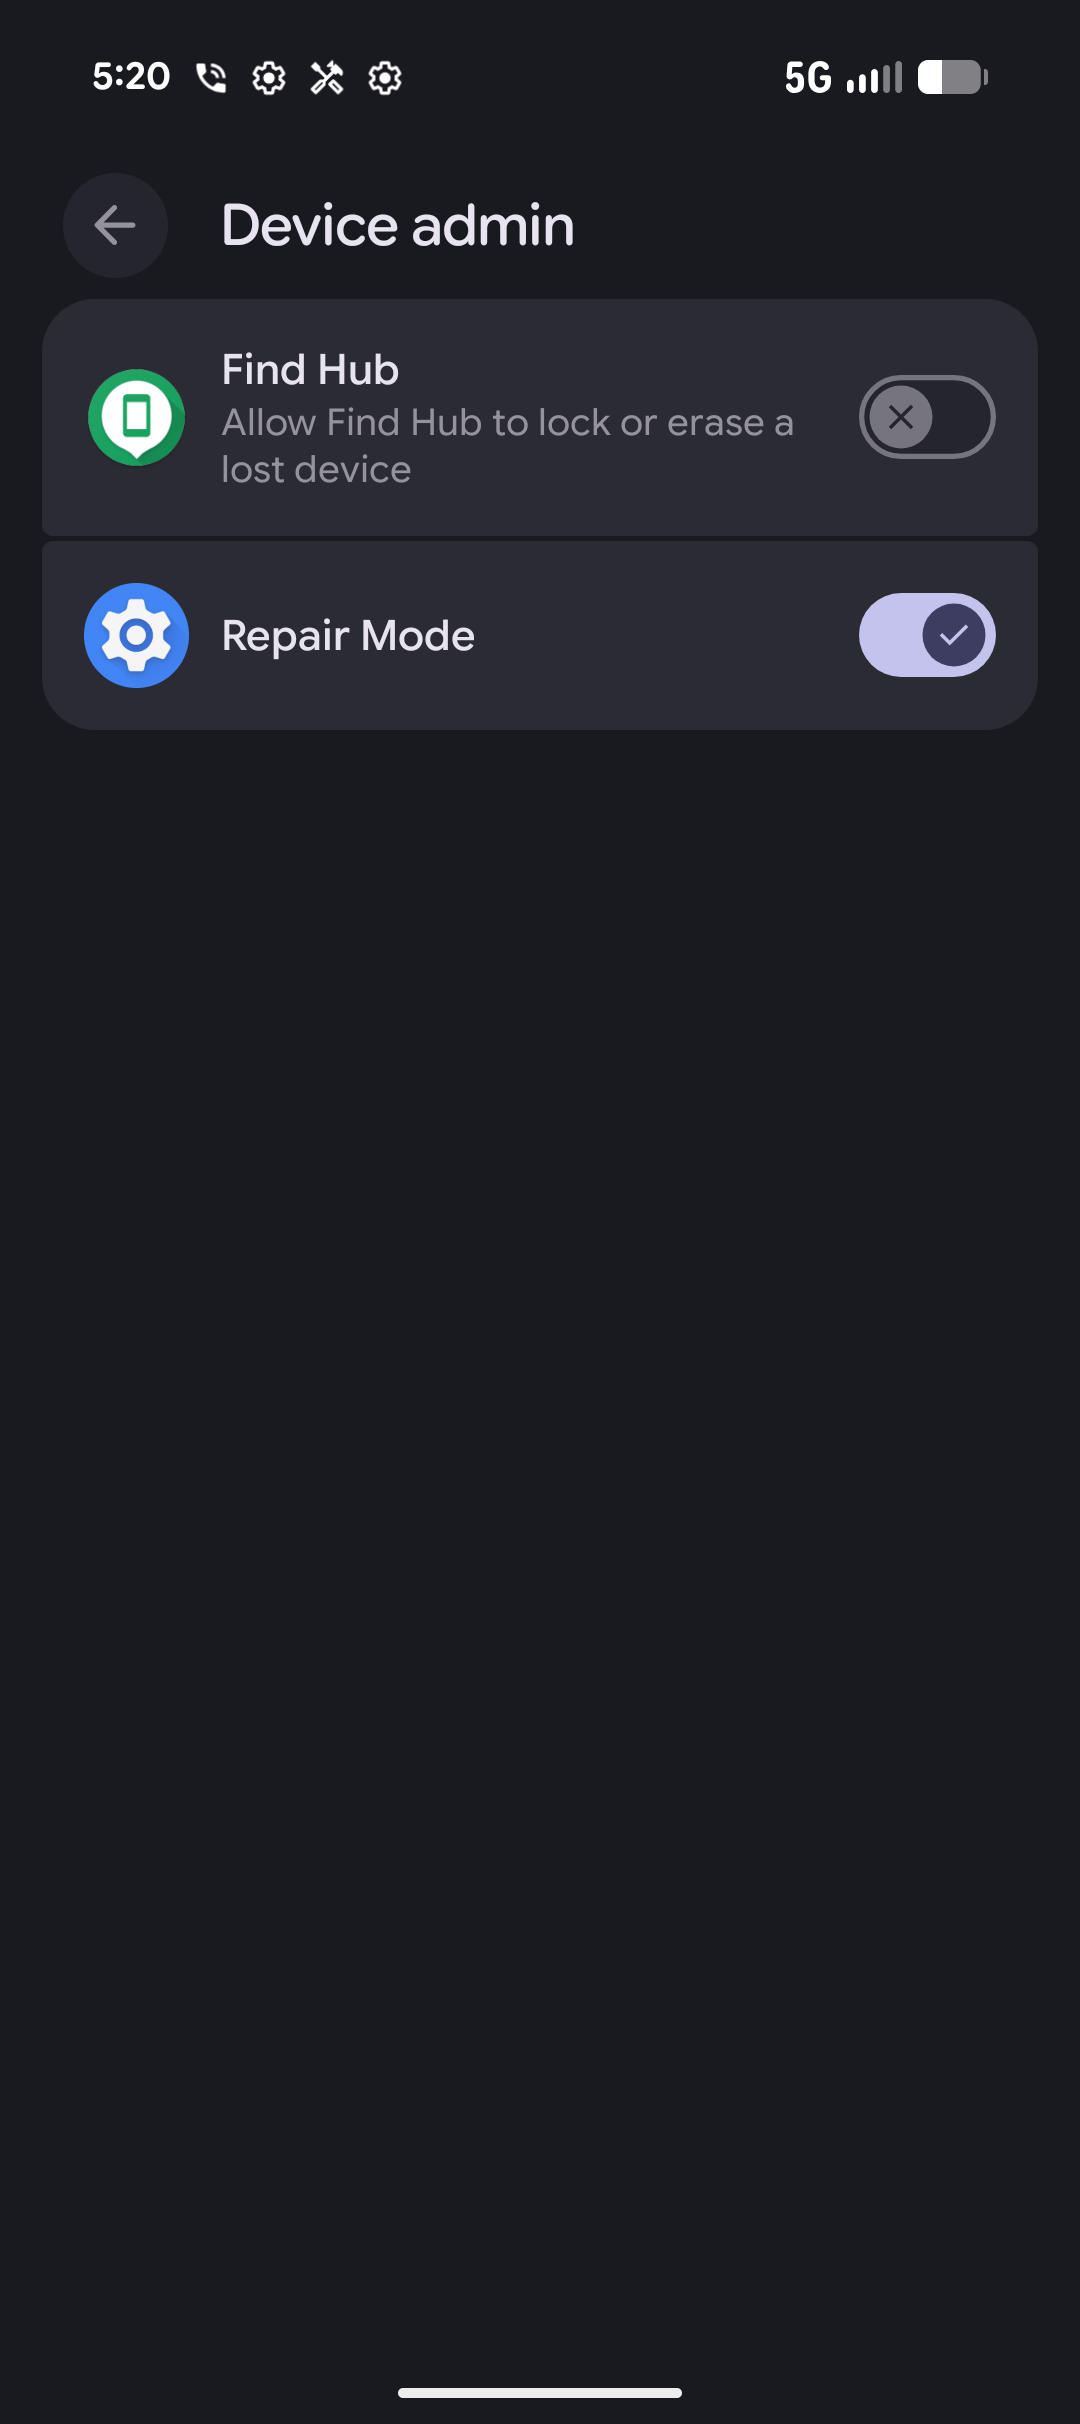 5:20
5G
Device admin
Find Hub
Allow Find Hub to lock or erase a
lost device
Repair Mode